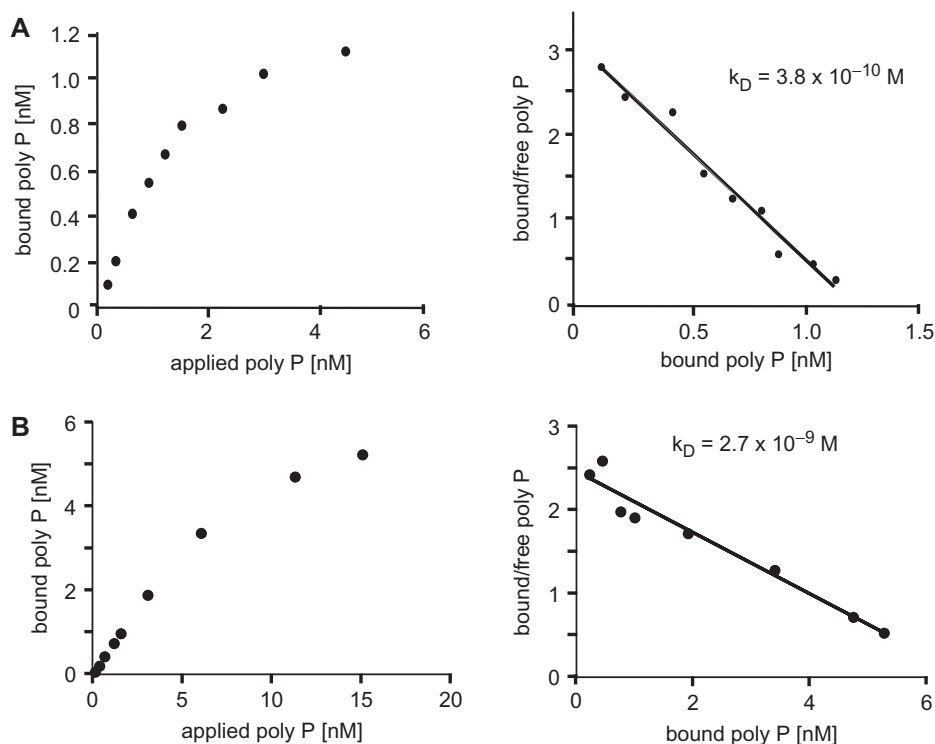 A
bound poly P [nM]
1.2
1.0
0.8
0.6
0.4
0.2
0
0 2 4 6
applied poly P [nM]
bound/free poly P
3
2
1
0
k_D = 3.8 x 10⁻¹⁰ M
0 0.5 1.0 1.5
bound poly P [nM]
B
bound poly P [nM]
6
4
2
0
0 5 10 15 20
applied poly P [nM]
bound/free poly P
3
2
1
0
k_D = 2.7 x 10⁻⁹ M
0 2 4 6
bound poly P [nM]